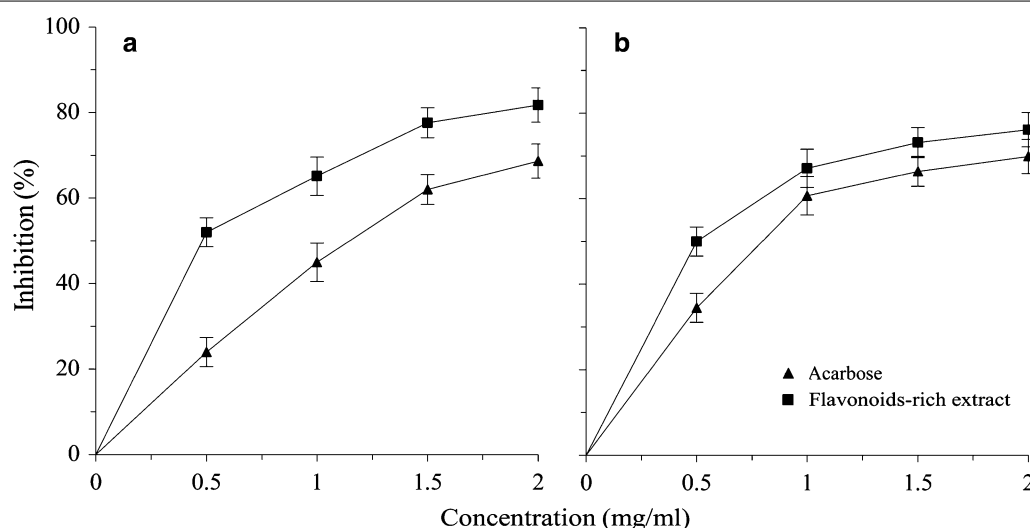 a
b
100
80
60
40
20
0
Inhibition (%)
0 0.5 1 1.5 2
0 0.5 1 1.5 2
Concentration (mg/ml)
Acarbose
Flavonoids-rich extract